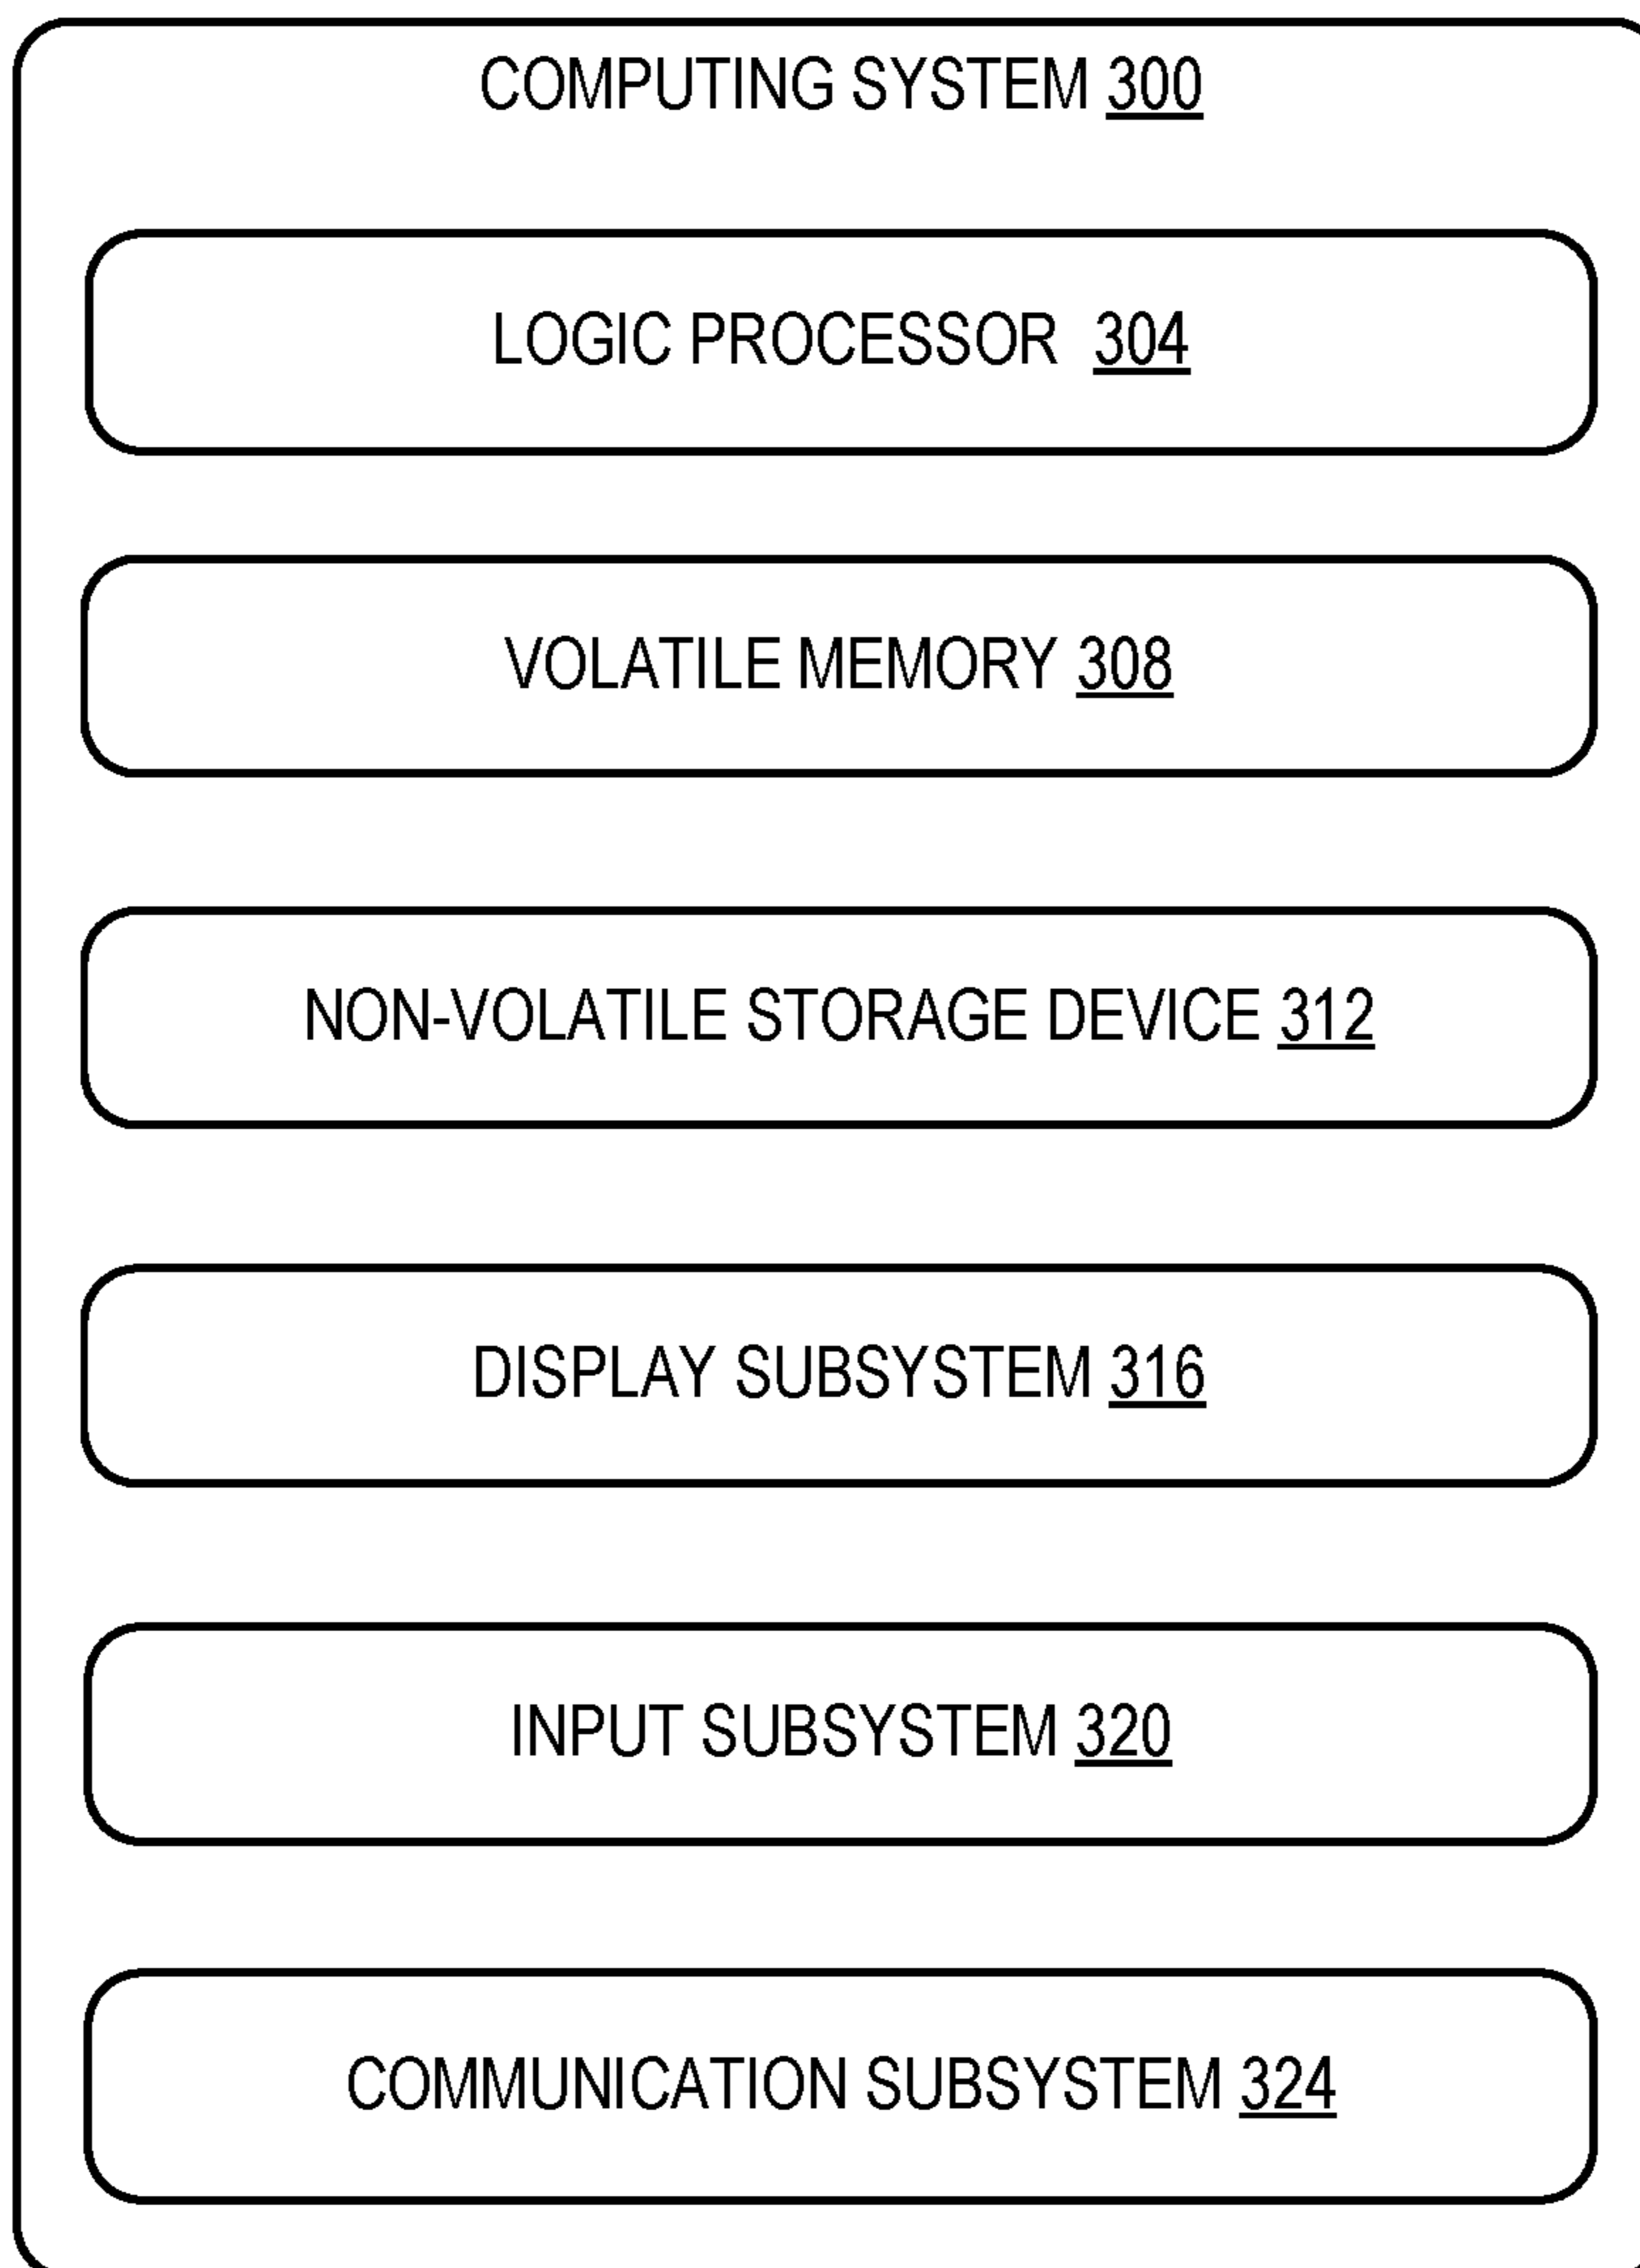 COMPUTING SYSTEM 300
LOGIC PROCESSOR 304
VOLATILE MEMORY 308
NON-VOLATILE STORAGE DEVICE 312
DISPLAY SUBSYSTEM 316
INPUT SUBSYSTEM 320
COMMUNICATION SUBSYSTEM 324